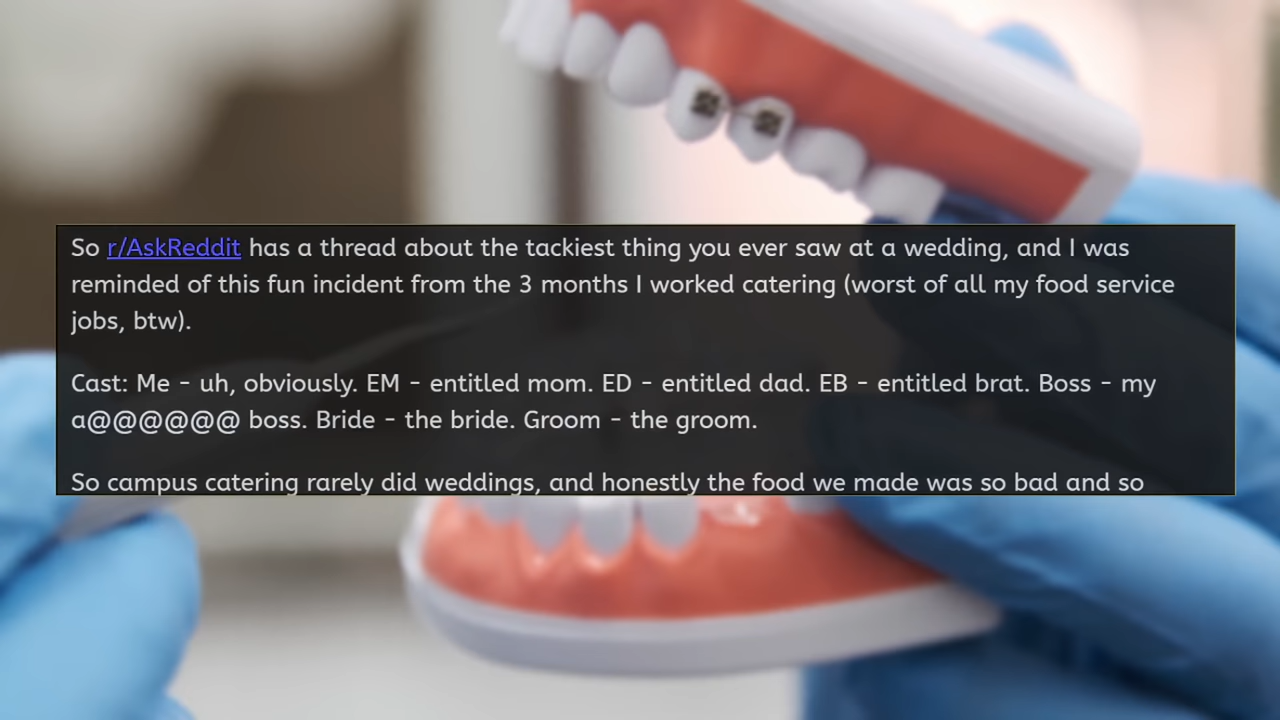 So r/AskReddit has a thread about the tackiest thing you ever saw at a wedding, and I was
reminded of this fun incident from the 3 months I worked catering (worst of all my food service
jobs, btw).
Cast: Me - uh, obviously. EM - entitled mom. ED - entitled dad. EB - entitled brat. Boss - my
a@@@@@@ boss. Bride - the bride. Groom - the groom.
So campus catering rarely did weddings, and honestly the food we made was so bad and so